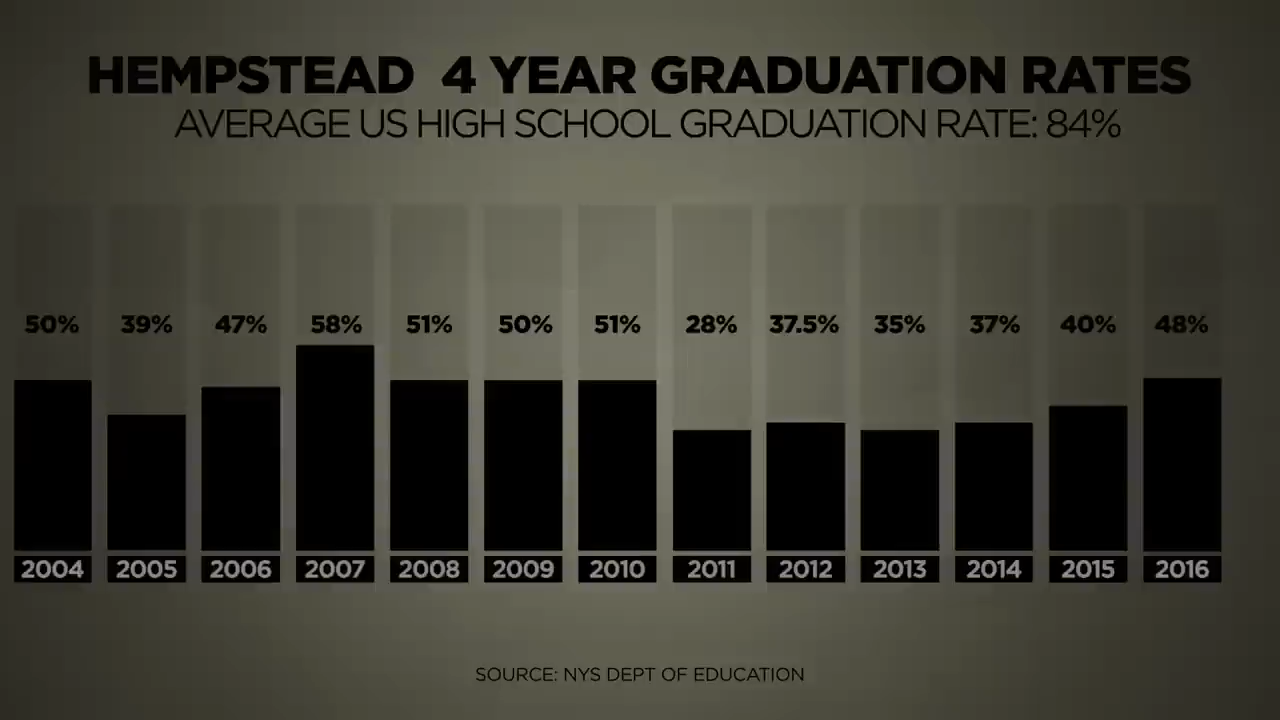 HEMPSTEAD 4 YEAR GRADUATION RATES
AVERAGE US HIGH SCHOOL GRADUATION RATE: 84%
50% 39% 47% 58% 51% 50% 51% 28% 37.5% 35% 37% 40% 48%
2004 2005 2006 2007 2008 2009 2010 2011 2012 2013 2014 2015 2016
SOURCE: NYS DEPT OF EDUCATION